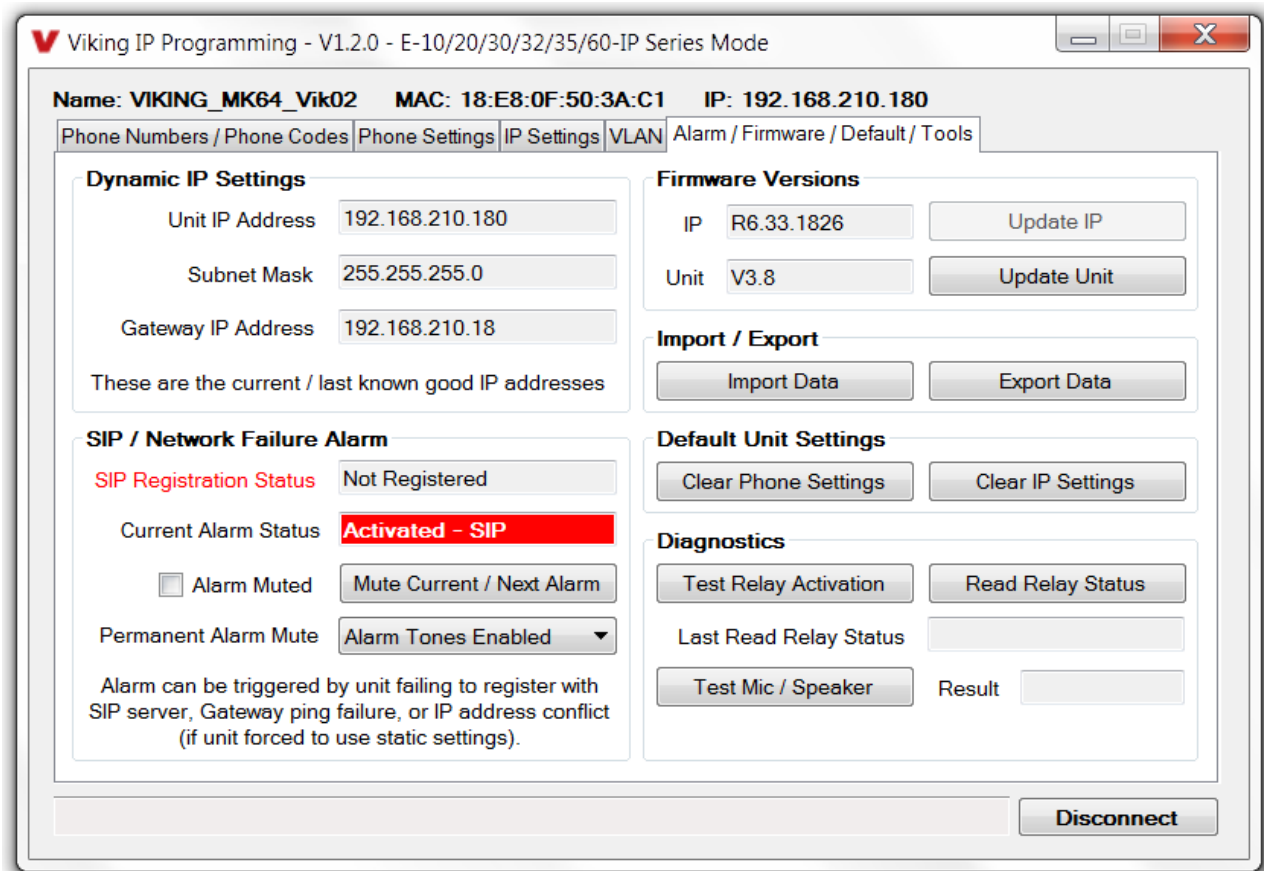 Viking IP Programming - V1.2.0 - E-10/20/30/32/35/60-IP Series Mode
Name: VIKING_MK64_Vik02 MAC: 18:E8:0F:50:3A:C1 IP: 192.168.210.180
Phone Numbers / Phone Codes Phone Settings IP Settings VLAN Alarm / Firmware / Default / Tools
Dynamic IP Settings
Unit IP Address 192.168.210.180
Subnet Mask 255.255.255.0
Gateway IP Address 192.168.210.18
These are the current / last known good IP addresses
SIP / Network Failure Alarm
SIP Registration Status Not Registered
Current Alarm Status Activated - SIP
Alarm Muted Mute Current / Next Alarm
Permanent Alarm Mute Alarm Tones Enabled
Alarm can be triggered by unit failing to register with
SIP server, Gateway ping failure, or IP address conflict
(if unit forced to use static settings).
Firmware Versions
IP R6.33.1826 Update IP
Unit V3.8 Update Unit
Import / Export
Import Data Export Data
Default Unit Settings
Clear Phone Settings Clear IP Settings
Diagnostics
Test Relay Activation Read Relay Status
Last Read Relay Status
Test Mic / Speaker Result
Disconnect